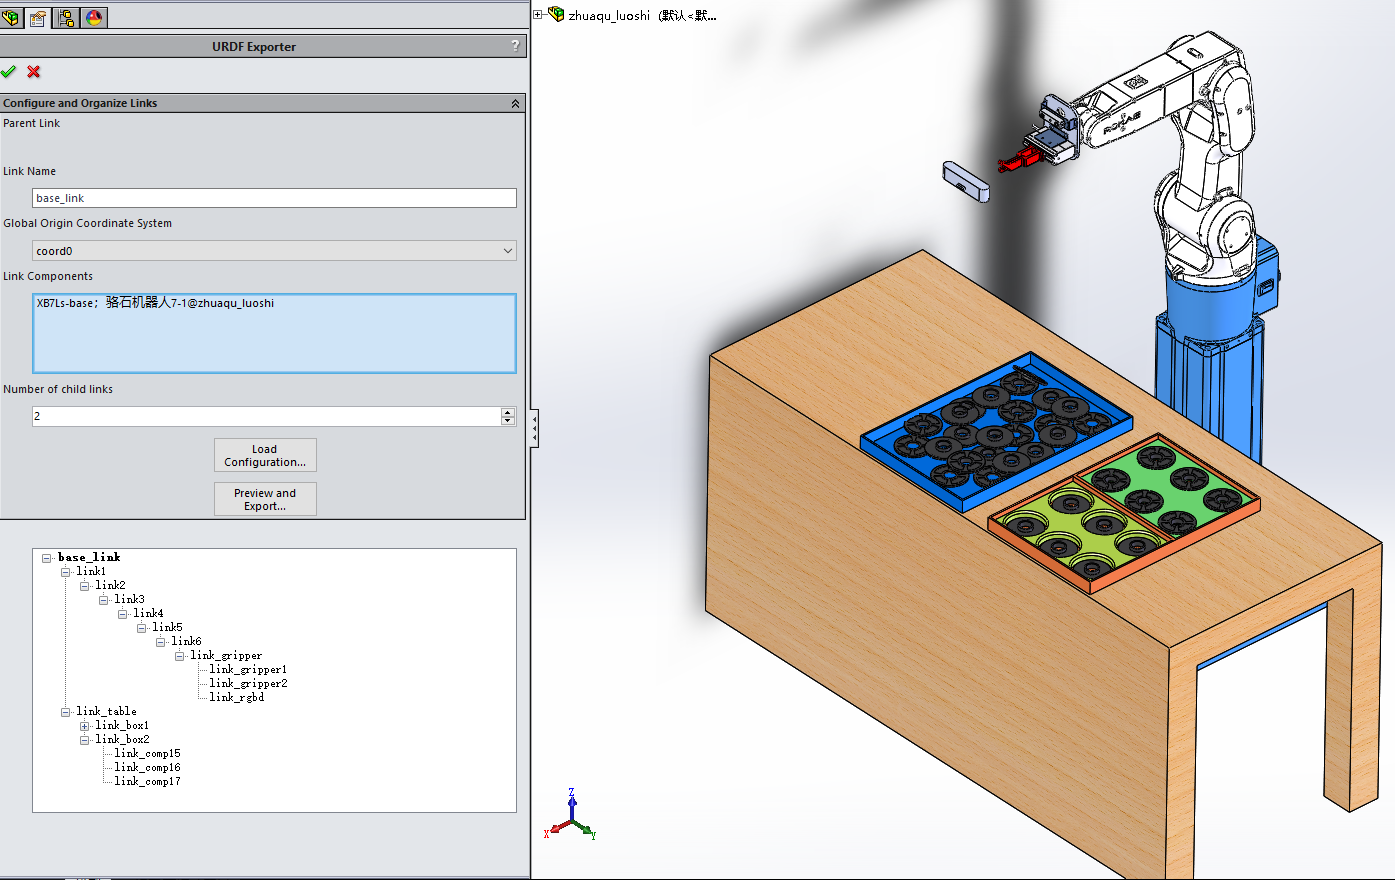 URDF Exporter
?
Configure and Organize Links
Parent Link
Link Name
base_link
Global Origin Coordinate System
coord0
Link Components
XB7Ls-base；骆石机器人7-1@zhuaqu_luoshi
Number of child links
2
Load
Configuration...
Preview and
Export...
base_link
link1
link2
link3
link4
link5
link6
link_gripper
link_gripper1
link_gripper2
link_rgbd
link_table
link_box1
link_box2
link_comp15
link_comp16
link_comp17
zhuaqu_luoshi (默认<默...
ROKAE
Z
X
Y